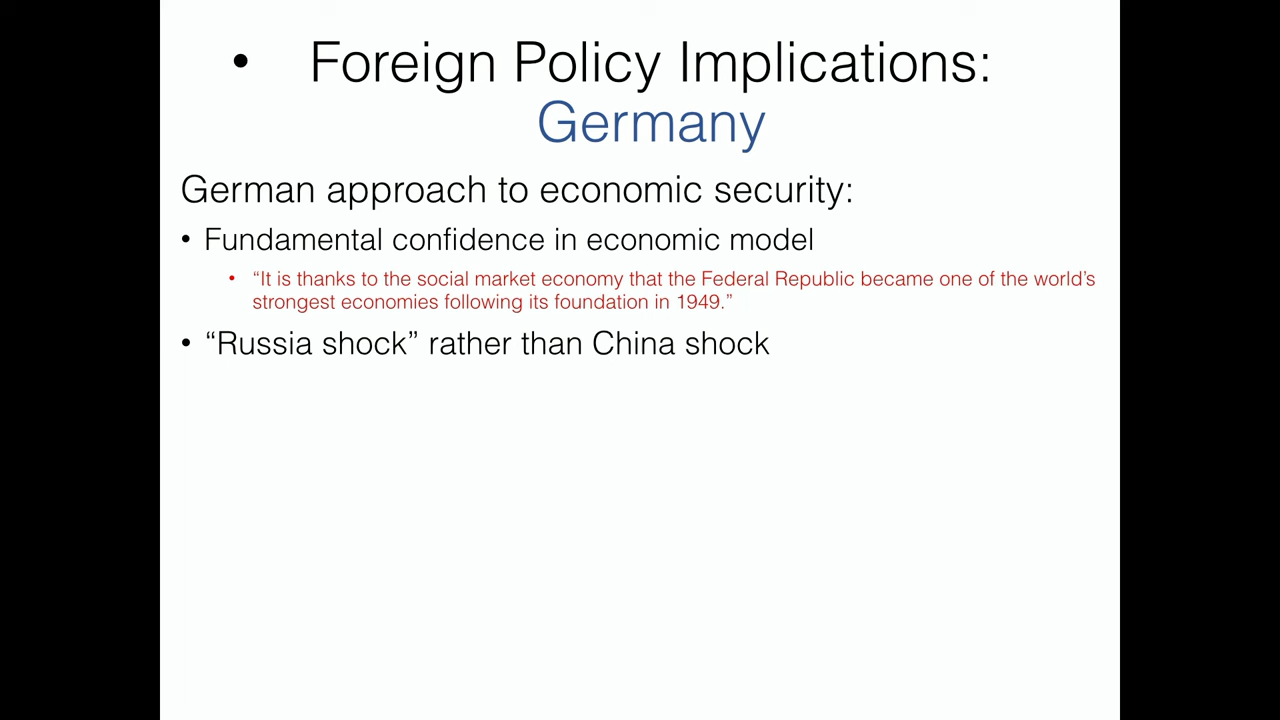 • Foreign Policy Implications:
Germany
German approach to economic security:
• Fundamental confidence in economic model
• “It is thanks to the social market economy that the Federal Republic became one of the world’s
strongest economies following its foundation in 1949.”
• “Russia shock” rather than China shock